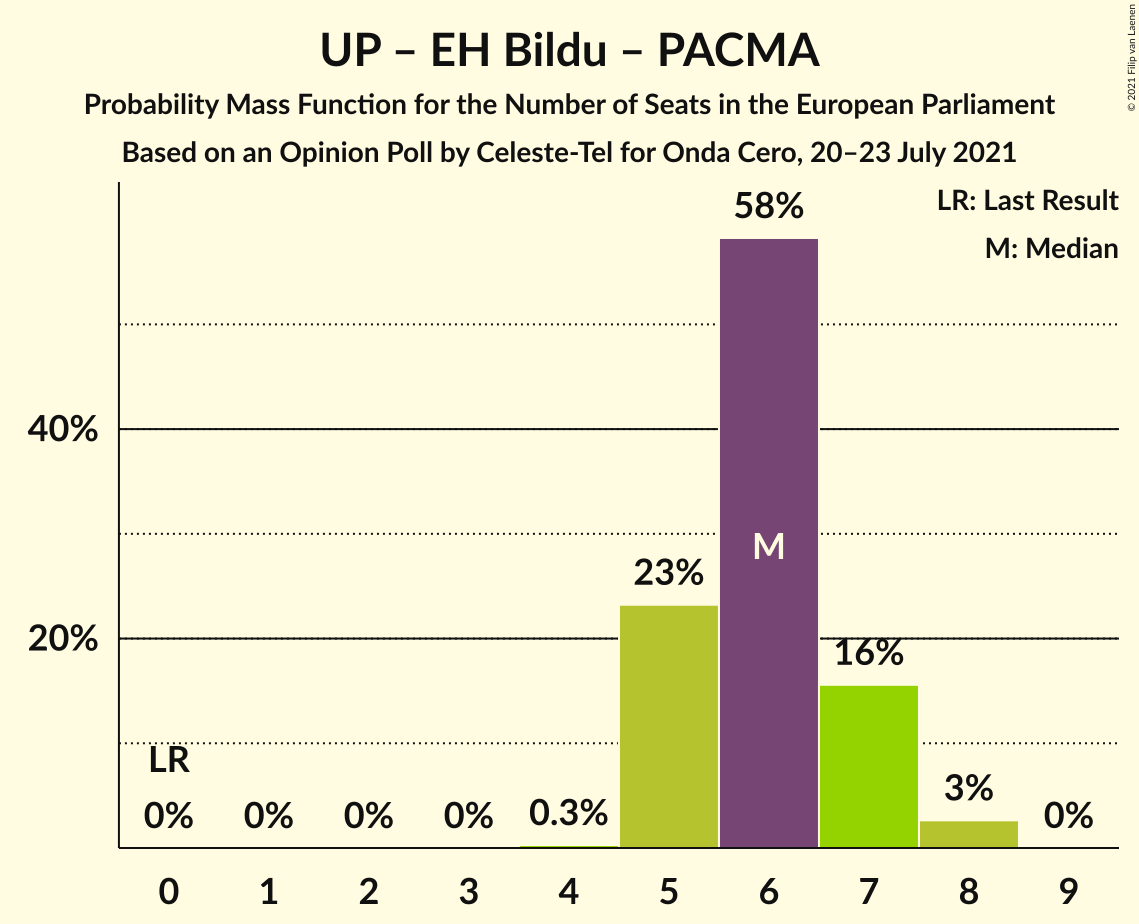 UP – EH Bildu – PACMA
Probability Mass Function for the Number of Seats in the European Parliament
Based on an Opinion Poll by Celeste-Tel for Onda Cero, 20–23 July 2021
© 2021 Filip van Laenen
LR: Last Result
M: Median
58%
40%
M
23%
20%
16%
LR
3%
0% 0% 0% 0% 0.3% 0%
0 1 2 3 4 5 6 7 8 9